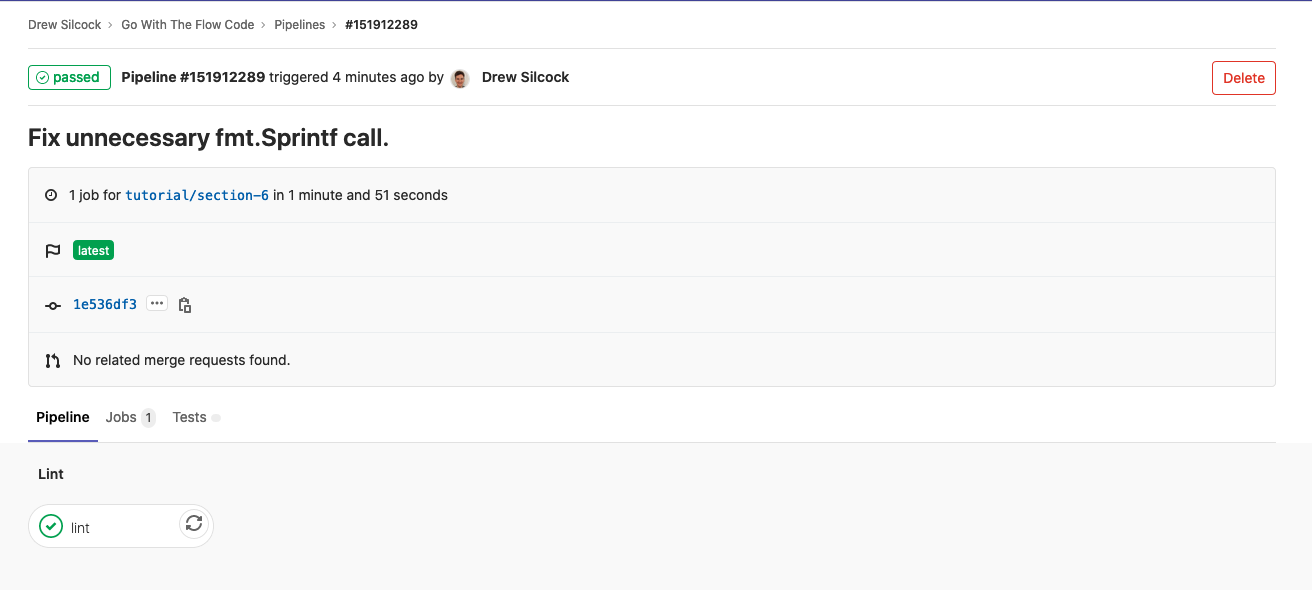 Drew Silcock › Go With The Flow Code › Pipelines › #151912289
passed Pipeline #151912289 triggered 4 minutes ago by Drew Silcock Delete
Fix unnecessary fmt.Sprintf call.
1 job for tutorial/section-6 in 1 minute and 51 seconds
latest
1e536df3 ···
No related merge requests found.
Pipeline Jobs 1 Tests
Lint
lint